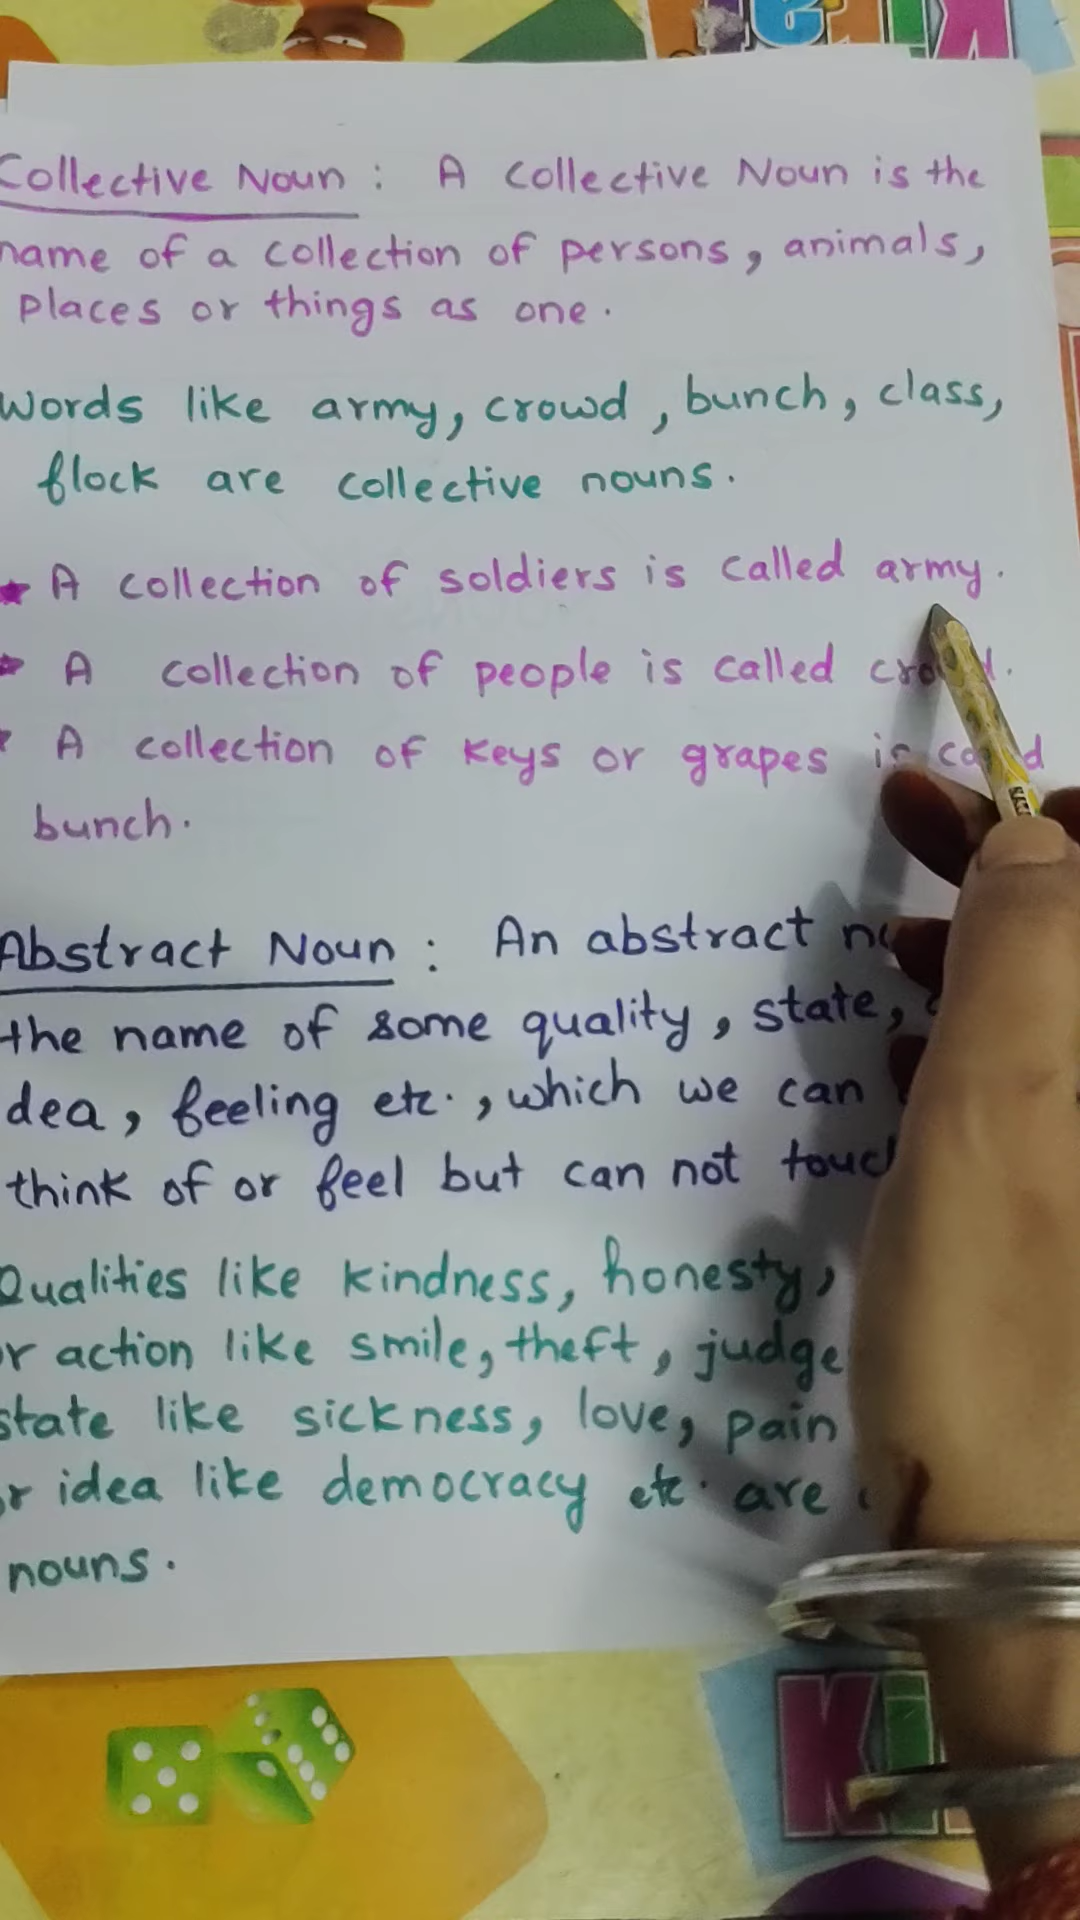 Collective Noun : A collective Noun is the
name of a collection of persons, animals,
places or things as one.
Words like army, crowd, bunch, class,
flock are collective nouns.
A collection of soldiers is called army.
A collection of people is called
A collection of keys or grapes is
bunch.
Abstract Noun : An abstract
the name of some quality, state,
dea, feeling etc., which we can
think of or feel but can not
Qualities like kindness, honesty,
r action like smile, theft, judge
state like sickness, love, pain
or idea like democracy etc. are
nouns.